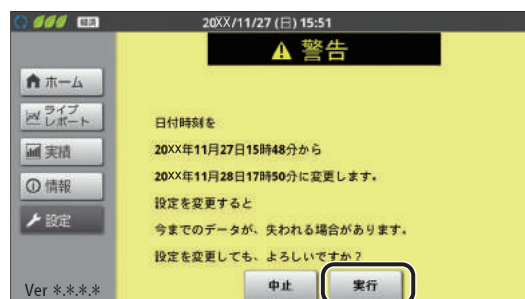 経済
20XX/11/27 (日) 15:51
警告
ホーム
ライブ
レポート
実績
情報
設定
日付時刻を
20XX年11月27日15時48分から
20XX年11月28日17時50分に変更します。
設定を変更すると
今までのデータが、失われる場合があります。
設定を変更しても、よろしいですか？
中止
実行
Ver *.*.*.*